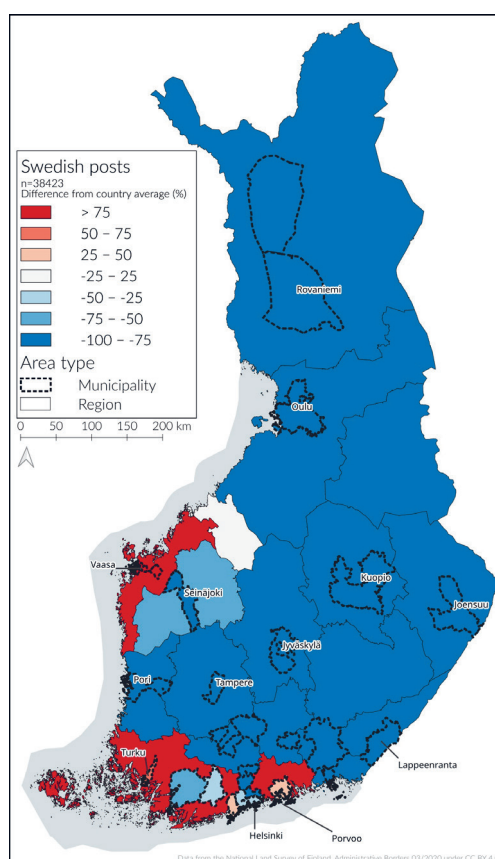 Swedish posts
n=38423
Difference from country average (%)
> 75
50 – 75
25 – 50
-25 – 25
-50 – -25
-75 – -50
-100 – -75
Area type
Municipality
Region
0 50 100 150 200 km
Rovaniemi
Oulu
Vaasa
Seinäjoki
Kuopio
Joensuu
Jyväskylä
Pori
Tampere
Turku
Lappeenranta
Helsinki
Porvoo
Data from the National Land Survey of Finland, Administrative Borders 03/2020 under CC BY 4.